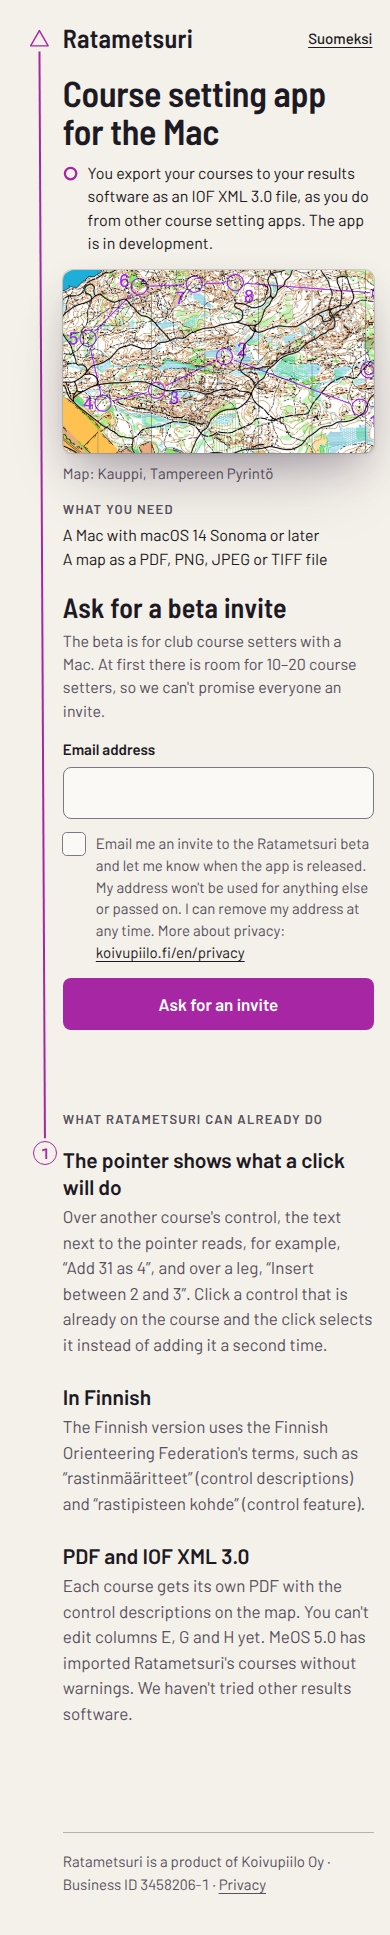 Ratametsuri
Suomeksi
Course setting app
for the Mac
You export your courses to your results
software as an IOF XML 3.0 file, as you do
from other course setting apps. The app
is in development.
6
7
8
5
2
4
3
Map: Kauppi, Tampereen Pyrintö
WHAT YOU NEED
A Mac with macOS 14 Sonoma or later
A map as a PDF, PNG, JPEG or TIFF file
Ask for a beta invite
The beta is for club course setters with a
Mac. At first there is room for 10–20 course
setters, so we can't promise everyone an
invite.
Email address
Email me an invite to the Ratametsuri beta
and let me know when the app is released.
My address won't be used for anything else
or passed on. I can remove my address at
any time. More about privacy:
koivupiilo.fi/en/privacy
Ask for an invite
WHAT RATAMETSURI CAN ALREADY DO
1
The pointer shows what a click
will do
Over another course's control, the text
next to the pointer reads, for example,
“Add 31 as 4”, and over a leg, “Insert
between 2 and 3”. Click a control that is
already on the course and the click selects
it instead of adding it a second time.
In Finnish
The Finnish version uses the Finnish
Orienteering Federation's terms, such as
“rastinmääritteet” (control descriptions)
and “rastipisteen kohde” (control feature).
PDF and IOF XML 3.0
Each course gets its own PDF with the
control descriptions on the map. You can't
edit columns E, G and H yet. MeOS 5.0 has
imported Ratametsuri's courses without
warnings. We haven't tried other results
software.
Ratametsuri is a product of Koivupiilo Oy ·
Business ID 3458206-1 · Privacy